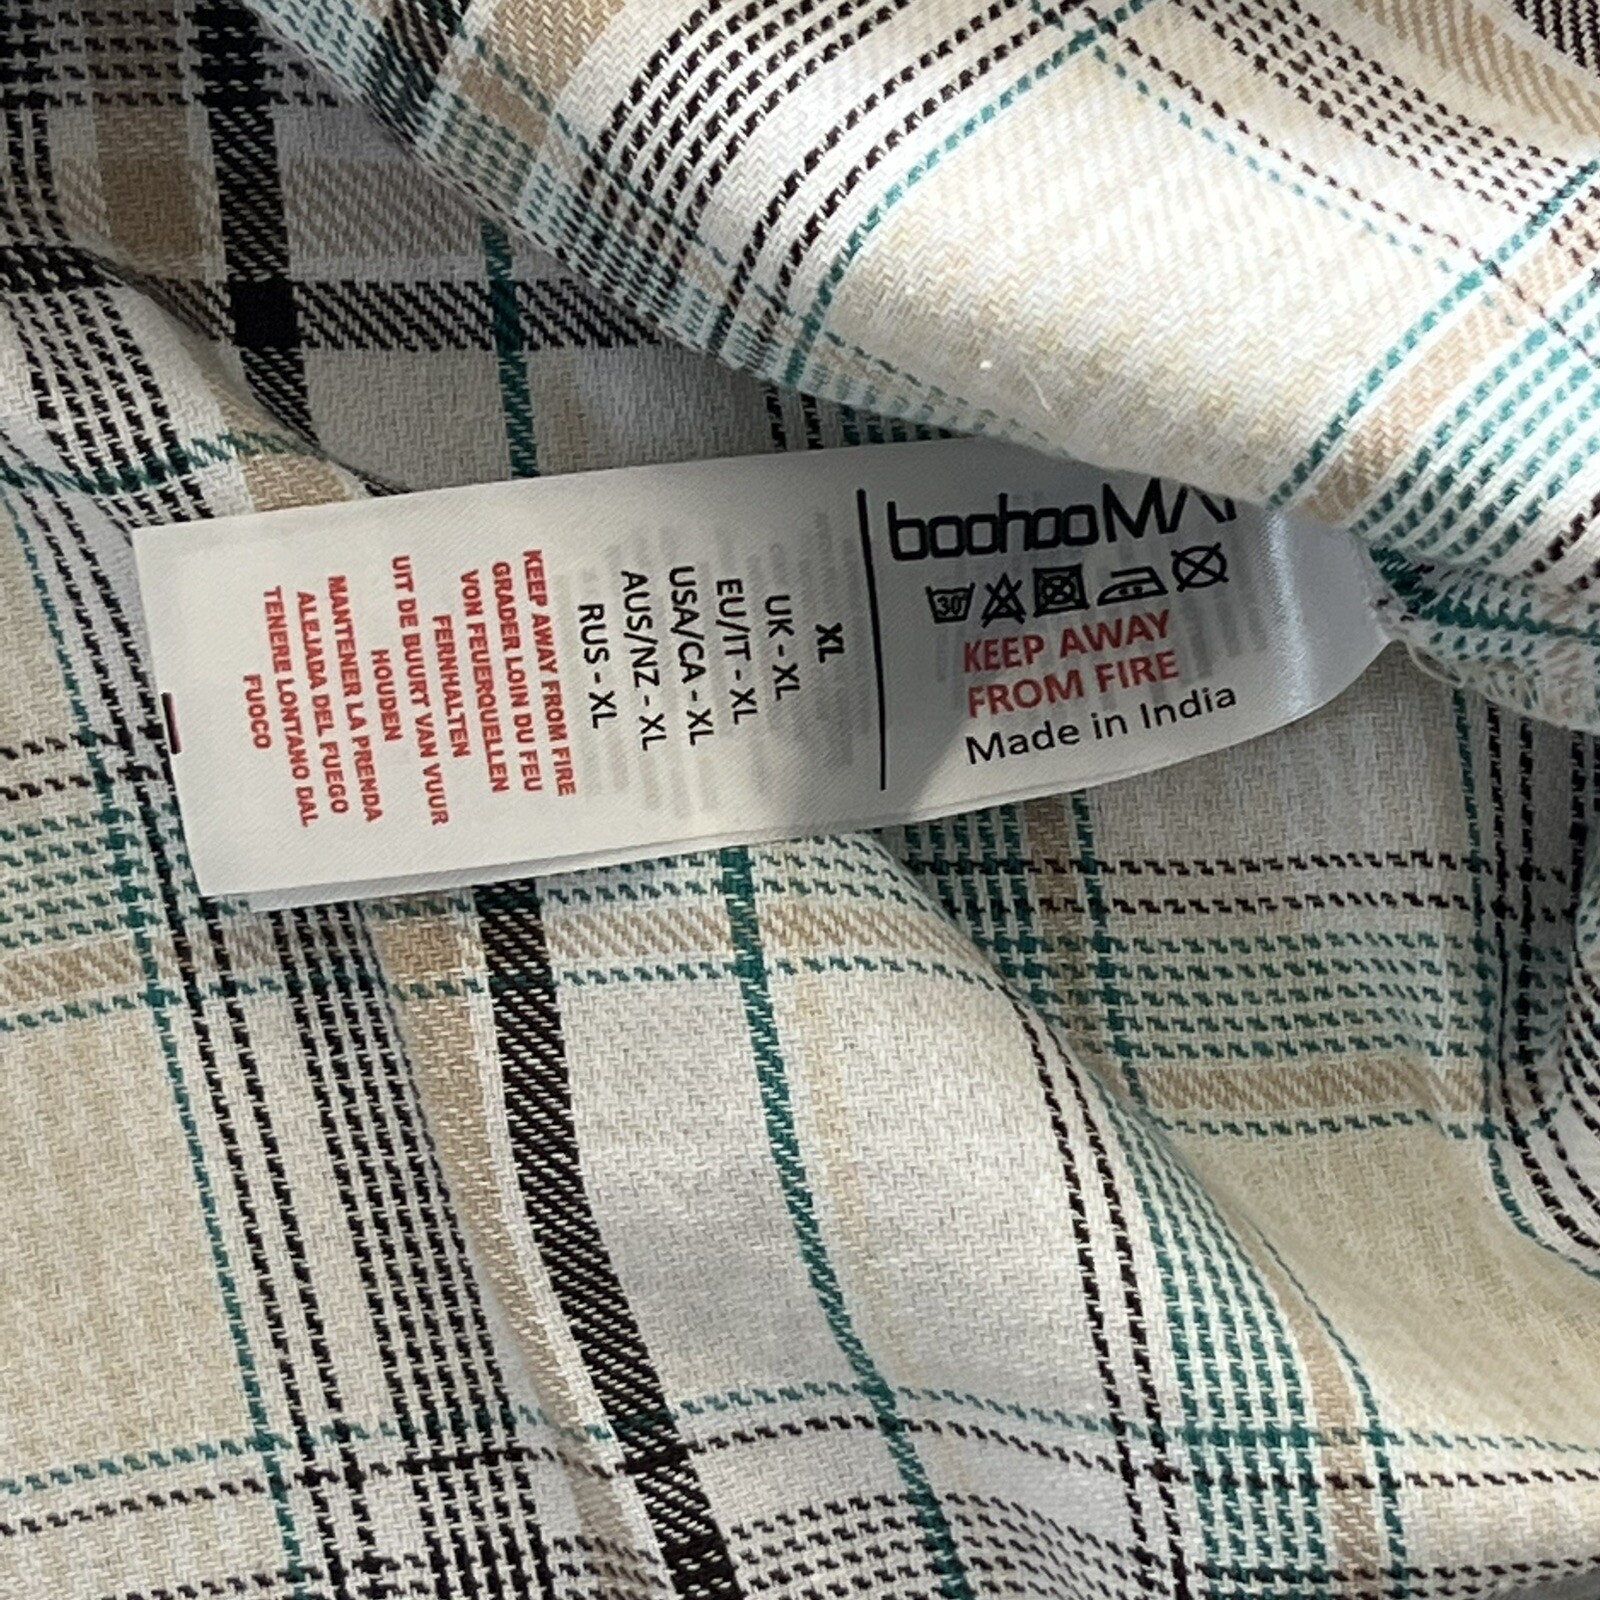 boohooMAN
30
KEEP AWAY
FROM FIRE
Made in India
XL
UK - XL
EU/IT - XL
USA/CA - XL
AUS/NZ - XL
RUS - XL
KEEP AWAY FROM FIRE
GRADER LOIN DU FEU
VON FEUERQUELLEN
FERNHALTEN
UIT DE BUURT VAN VUUR
HOUDEN
MANTENER LA PRENDA
ALEJADA DEL FUEGO
TENERE LONTANO DAL
FUOCO